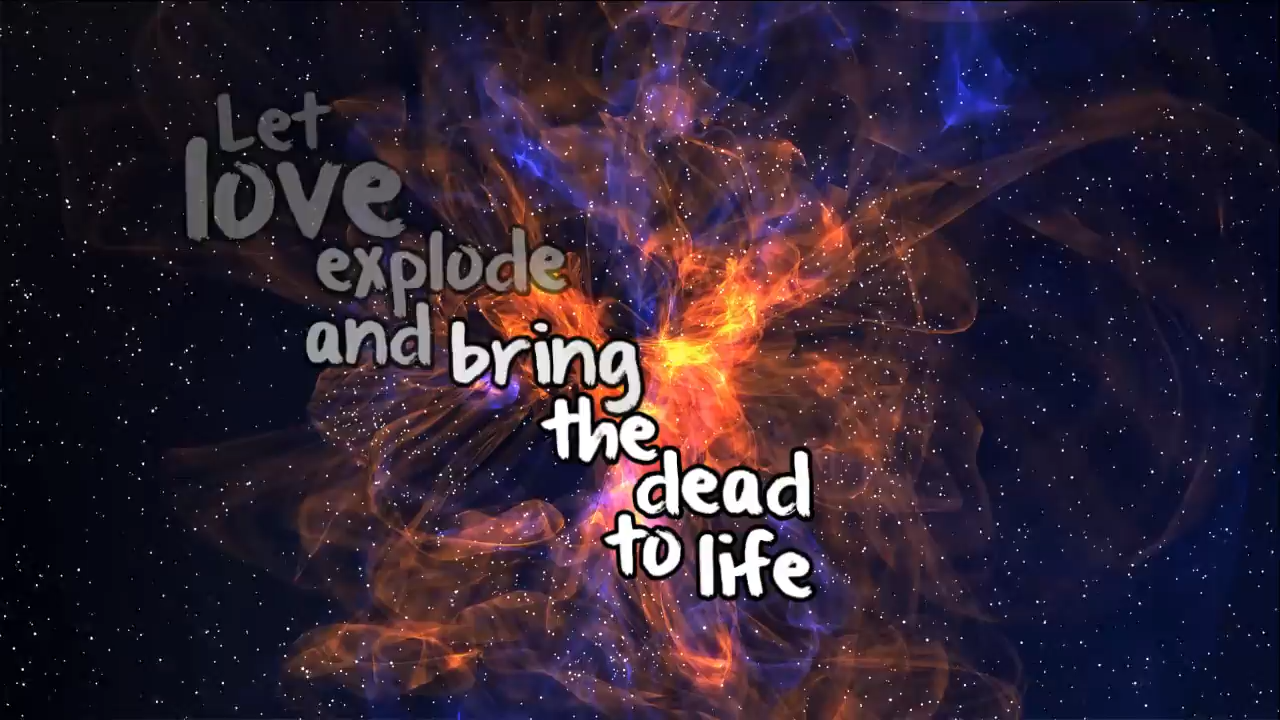 Let
love
explode
and bring
the
dead
to life